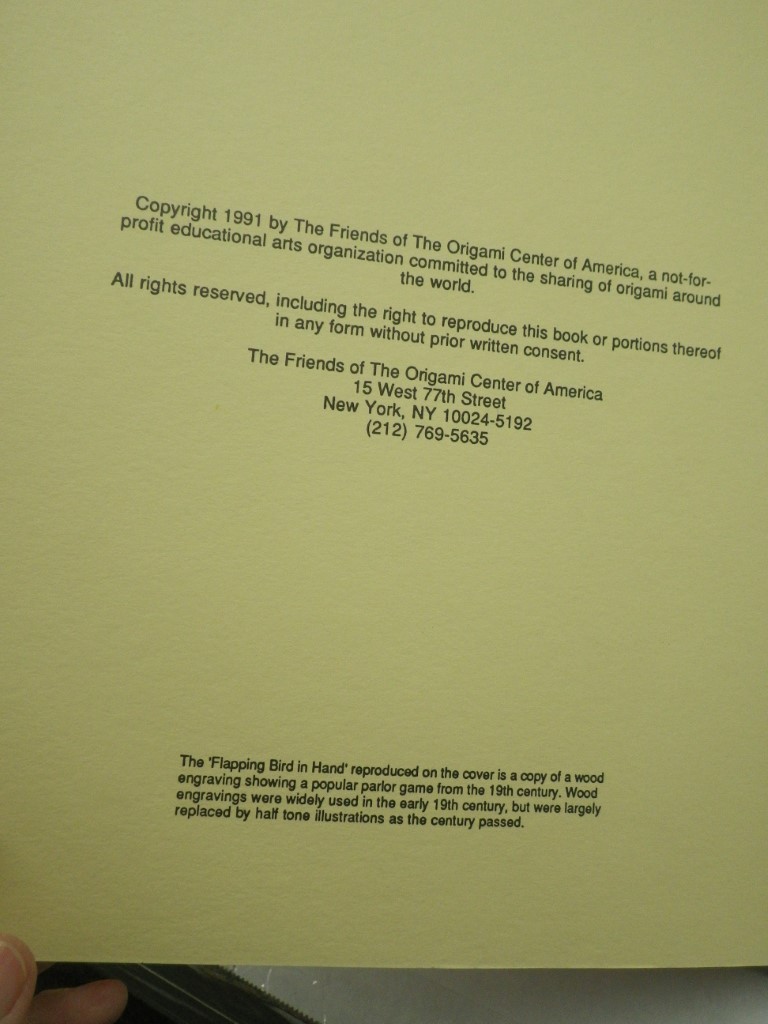 Copyright 1991 by The Friends of The Origami Center of America, a not-for-
profit educational arts organization committed to the sharing of origami around
the world.
All rights reserved, including the right to reproduce this book or portions thereof
in any form without prior written consent.
The Friends of The Origami Center of America
15 West 77th Street
New York, NY 10024-5192
(212) 769-5635
The 'Flapping Bird in Hand' reproduced on the cover is a copy of a wood
engraving showing a popular parlor game from the 19th century. Wood
engravings were widely used in the early 19th century, but were largely
replaced by half tone illustrations as the century passed.